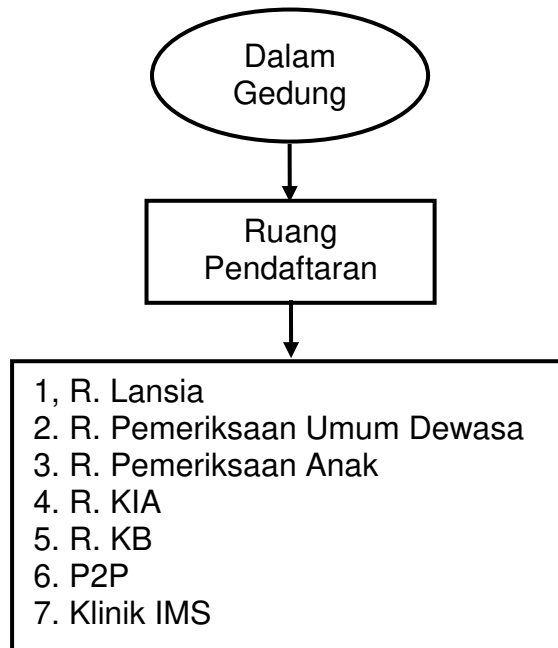 Dalam
Gedung
Ruang
Pendaftaran
1, R. Lansia
2. R. Pemeriksaan Umum Dewasa
3. R. Pemeriksaan Anak
4. R. KIA
5. R. KB
6. P2P
7. Klinik IMS